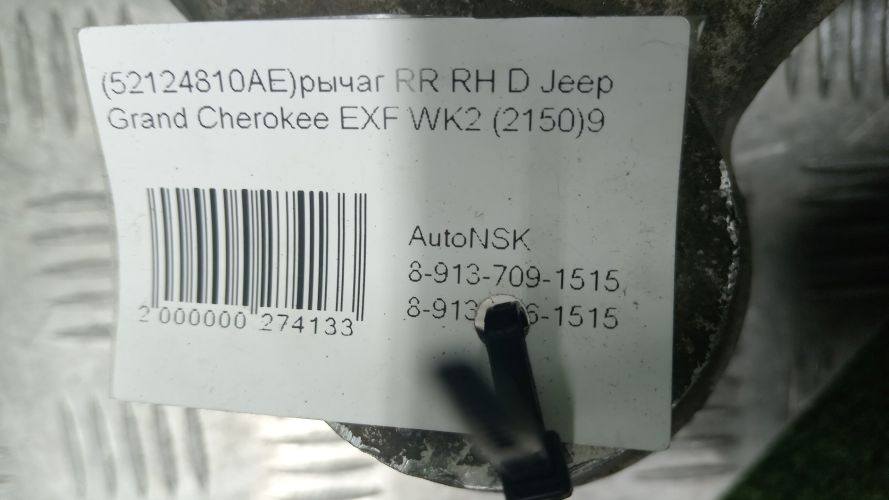 (52124810AE)рычаг RR RH D Jeep
Grand Cherokee EXF WK2 (2150)9
2 000000 274133
AutoNSK
8-913-709-1515